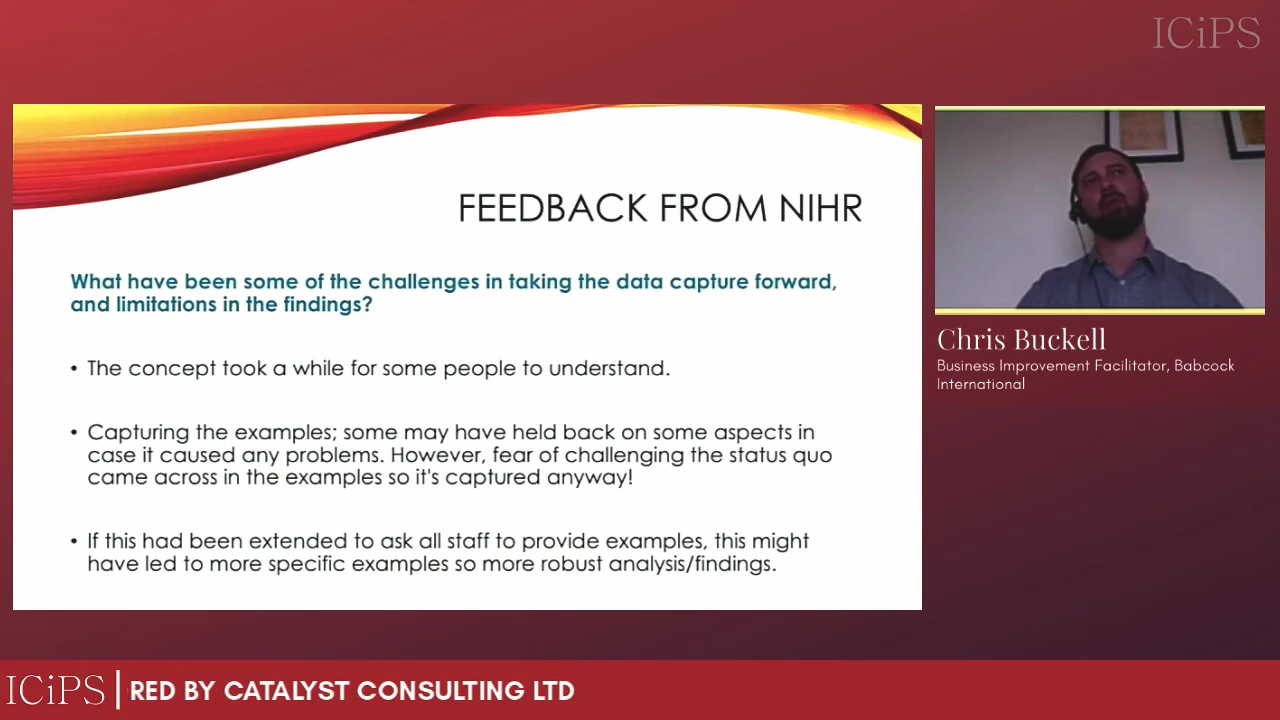 ICiPS
FEEDBACK FROM NIHR
What have been some of the challenges in taking the data capture forward,
and limitations in the findings?
• The concept took a while for some people to understand.
• Capturing the examples; some may have held back on some aspects in
case it caused any problems. However, fear of challenging the status quo
came across in the examples so it's captured anyway!
• If this had been extended to ask all staff to provide examples, this might
have led to more specific examples so more robust analysis/findings.
Chris Buckell
Business Improvement Facilitator, Babcock
International
ICiPS | RED BY CATALYST CONSULTING LTD